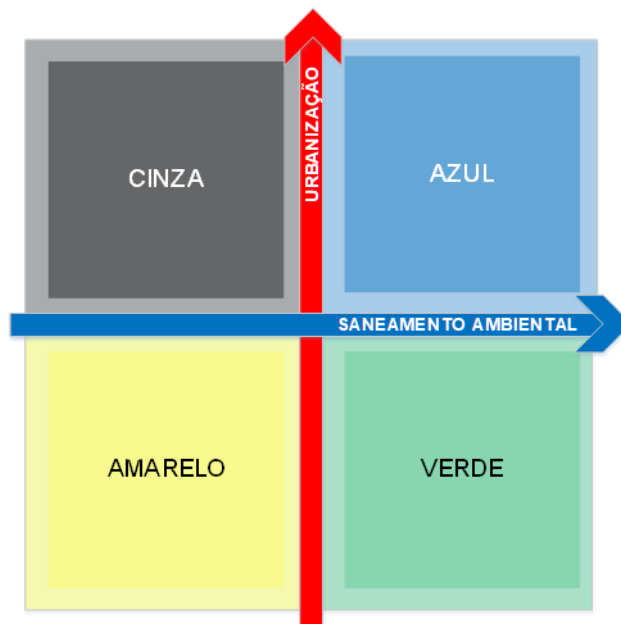 URBANIZAÇÃO
CINZA
AZUL
SANEAMENTO AMBIENTAL
AMARELO
VERDE